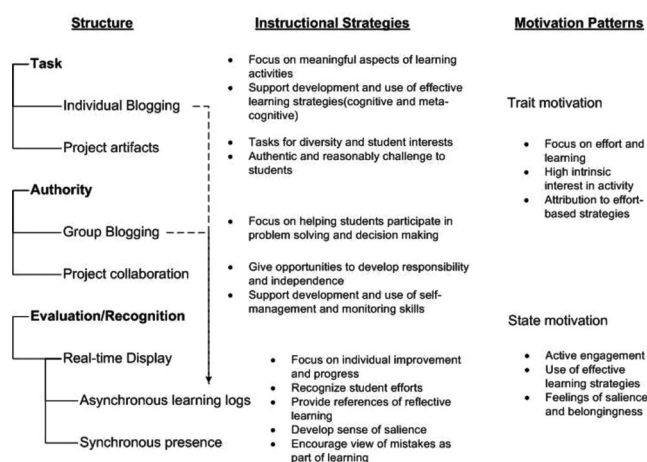 Structure
Instructional Strategies
Motivation Patterns
Task
Individual Blogging
Project artifacts
Authority
Group Blogging
Project collaboration
Evaluation/Recognition
Real-time Display
Asynchronous learning logs
Synchronous presence
• Focus on meaningful aspects of learning
activities
• Support development and use of effective
learning strategies(cognitive and meta-
cognitive)
• Tasks for diversity and student interests
• Authentic and reasonably challenge to
students
• Focus on helping students participate in
problem solving and decision making
• Give opportunities to develop responsibility
and independence
• Support development and use of self-
management and monitoring skills
• Focus on individual improvement
and progress
• Recognize student efforts
• Provide references of reflective
learning
• Develop sense of salience
• Encourage view of mistakes as
part of learning
Trait motivation
• Focus on effort and
learning
• High intrinsic
interest in activity
• Attribution to effort-
based strategies
State motivation
• Active engagement
• Use of effective
learning strategies
• Feelings of salience
and belongingness